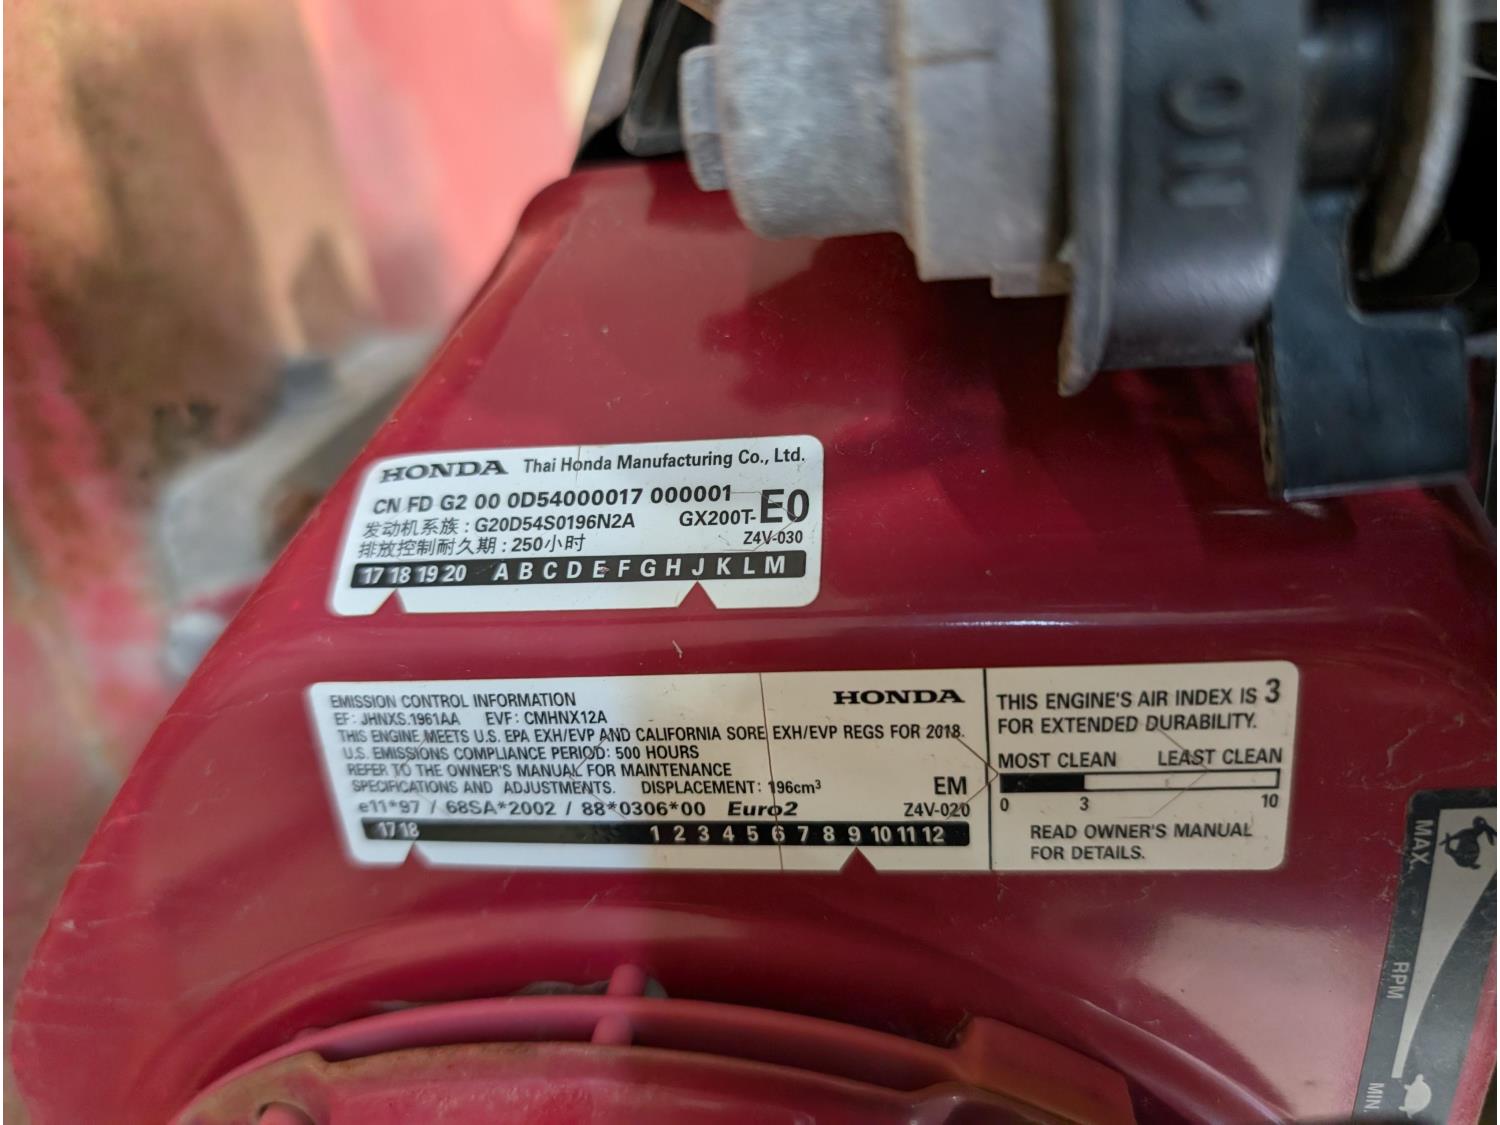 HONDA Thai Honda Manufacturing Co., Ltd.
CN FD G2 00 0D54000017 000001
发动机系族 : G20D54S0196N2A GX200T-E0
排放控制耐久期 : 250小时 Z4V-030
17 18 19 20 A B C D E F G H J K L M
EMISSION CONTROL INFORMATION HONDA
EF: JHNXS.1961AA EVF: CMHNX12A
THIS ENGINE MEETS U.S. EPA EXH/EVP AND CALIFORNIA SORE EXH/EVP REGS FOR 2018.
U.S. EMISSIONS COMPLIANCE PERIOD: 500 HOURS
REFER TO THE OWNER'S MANUAL FOR MAINTENANCE
SPECIFICATIONS AND ADJUSTMENTS. DISPLACEMENT: 196cm³ EM
e11*97 / 68SA*2002 / 88*0306*00 Euro2 Z4V-020
17 18 1 2 3 4 5 6 7 8 9 10 11 12
THIS ENGINE'S AIR INDEX IS 3
FOR EXTENDED DURABILITY.
MOST CLEAN LEAST CLEAN
0 3 10
READ OWNER'S MANUAL
FOR DETAILS.
MAX.
RPM
MIN.
ON